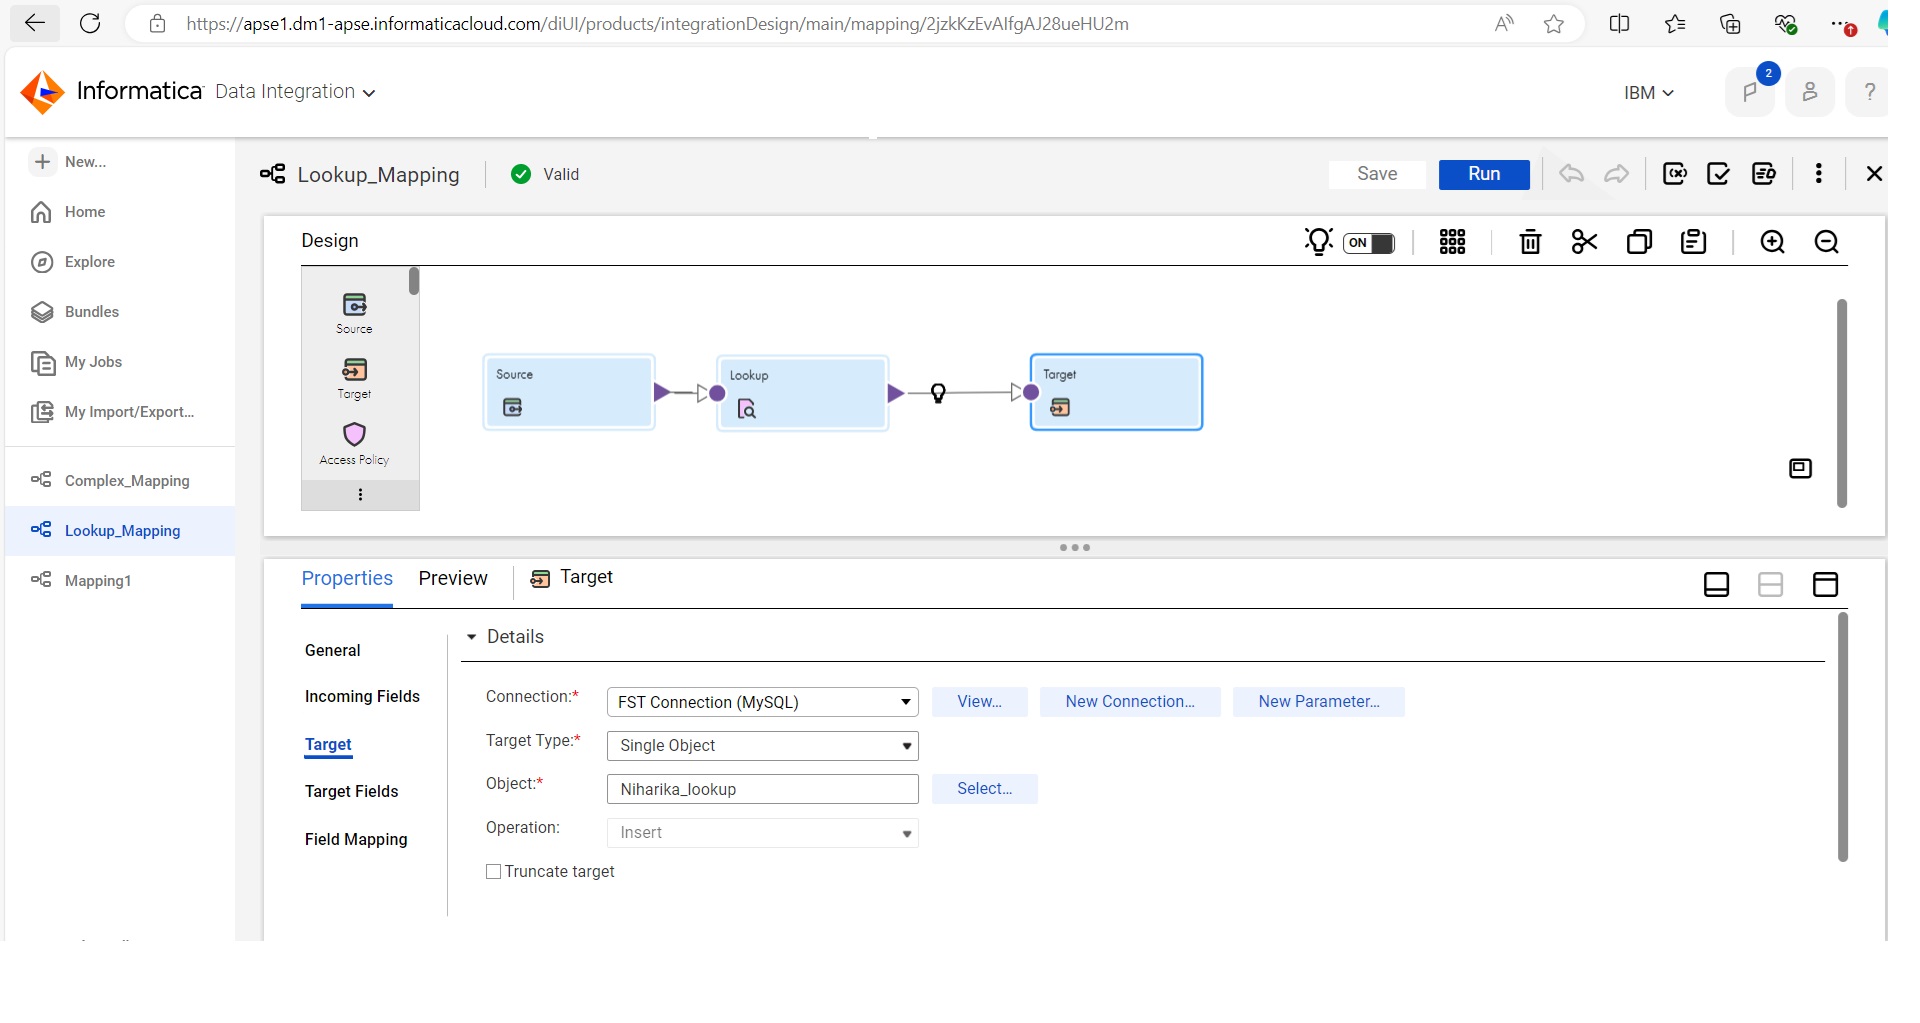 https://apse1.dm1-apse.informaticacloud.com/diUI/products/integrationDesign/main/mapping/2jzkKzEvAlfgAJ28ueHU2m
Informatica Data Integration
IBM
2
?
New...
Home
Explore
Bundles
My Jobs
My Import/Export...
Complex_Mapping
Lookup_Mapping
Mapping1
Lookup_Mapping
Valid
Save
Run
Design
ON
Source
Target
Access Policy
Source
Lookup
Target
Properties
Preview
Target
General
Incoming Fields
Target
Target Fields
Field Mapping
Details
Connection:* FST Connection (MySQL) View... New Connection... New Parameter...
Target Type:* Single Object
Object:* Niharika_lookup Select...
Operation: Insert
Truncate target